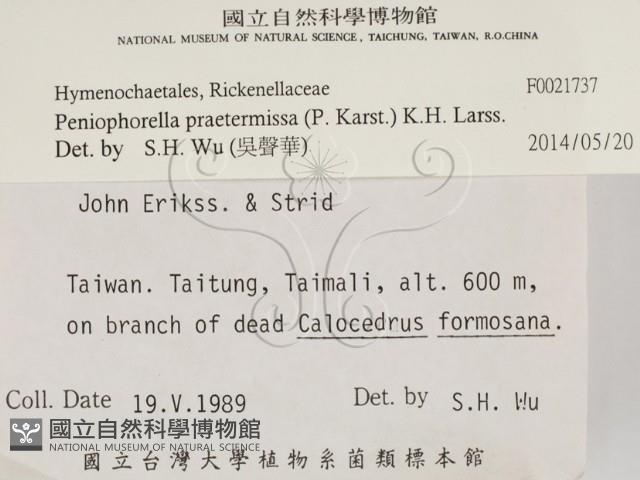 國立自然科學博物館
NATIONAL MUSEUM OF NATURAL SCIENCE, TAICHUNG, TAIWAN, R.O.CHINA
Hymenochaetales, Rickenellaceae F0021737
Peniophorella praetermissa (P. Karst.) K.H. Larss.
Det. by S.H. Wu (吳聲華) 2014/05/20
John Erikss. & Strid
Taiwan. Taitung, Taimali, alt. 600 m,
on branch of dead Calocedrus formosana.
Coll. Date 19.V.1989 Det. by S.H. Wu
國立自然科學博物館
NATIONAL MUSEUM OF NATURAL SCIENCE
國立台灣大學植物系菌類標本館